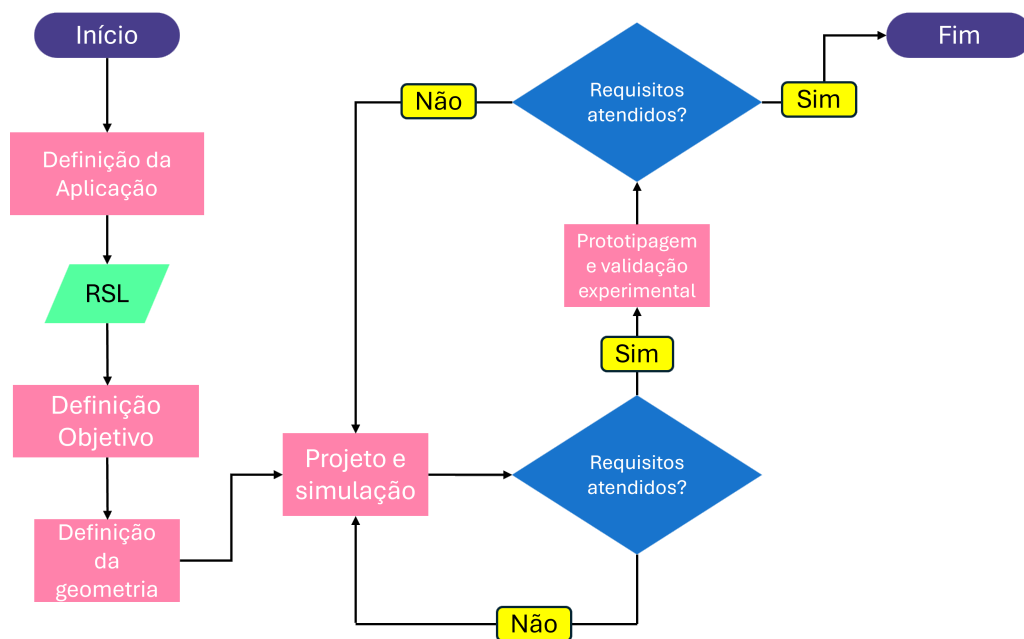 Início
Definição da
Aplicação
RSL
Definição
Objetivo
Definição
da
geometria
Projeto e
simulação
Requisitos
atendidos?
Não
Sim
Prototipagem
e validação
experimental
Requisitos
atendidos?
Não
Sim
Fim